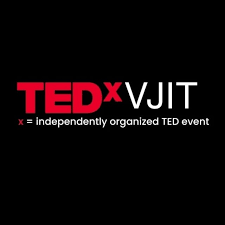 TEDxVJIT
x = independently organized TED event